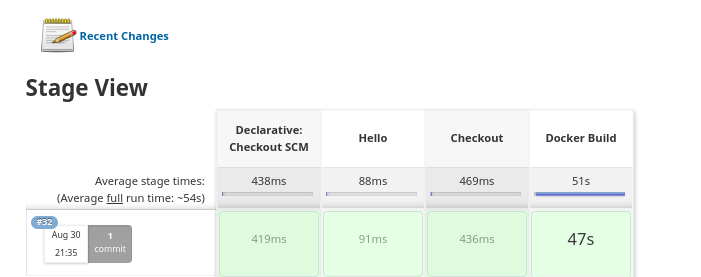 Recent Changes
Stage View
Declarative:
Checkout SCM
Hello
Checkout
Docker Build
Average stage times:
(Average full run time: ~54s)
438ms
88ms
469ms
51s
#32
Aug 30
21:35
1
commit
419ms
91ms
436ms
47s